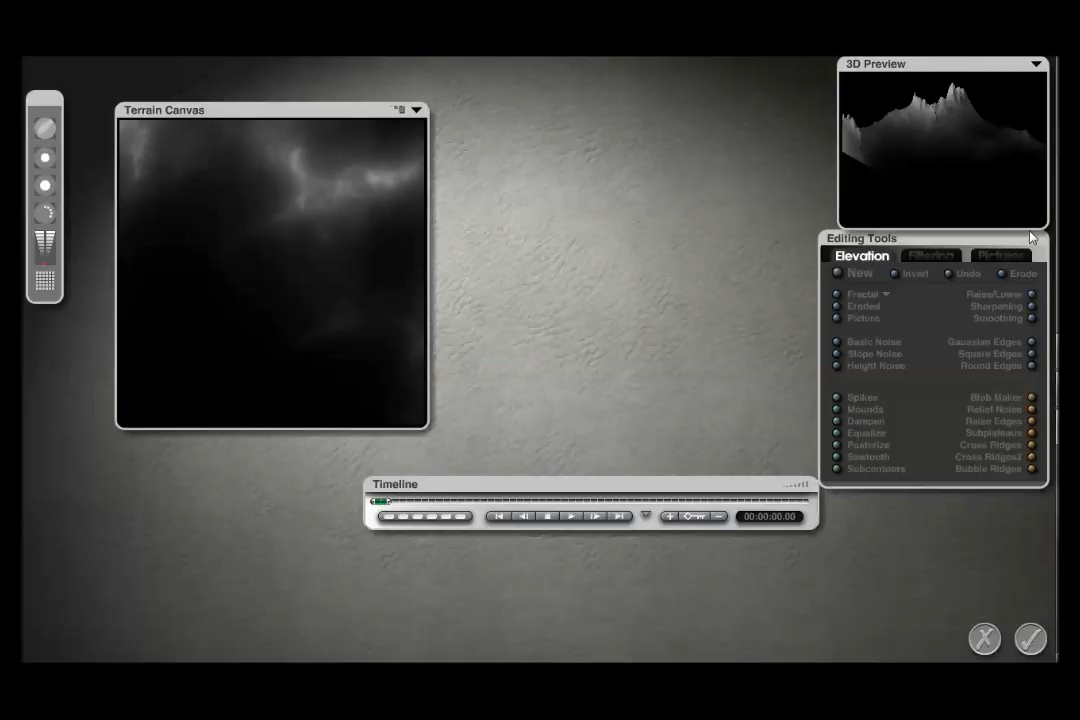 3D Preview
Terrain Canvas
Editing Tools
Elevation Filtering Pictures
New Invert Undo Erode
Fractal Raise/Lower
Eroded Sharpening
Picture Smoothing
Basic Noise Gaussian Edges
Slope Noise Square Edges
Height Noise Round Edges
Spikes Blob Maker
Mounds Relief Noise
Dampen Raise Edges
Equalize Subplateaus
Posterize Cross Ridges
Sawtooth Cross Ridges2
Subcontours Bubble Ridges
Timeline
00:00:00.00